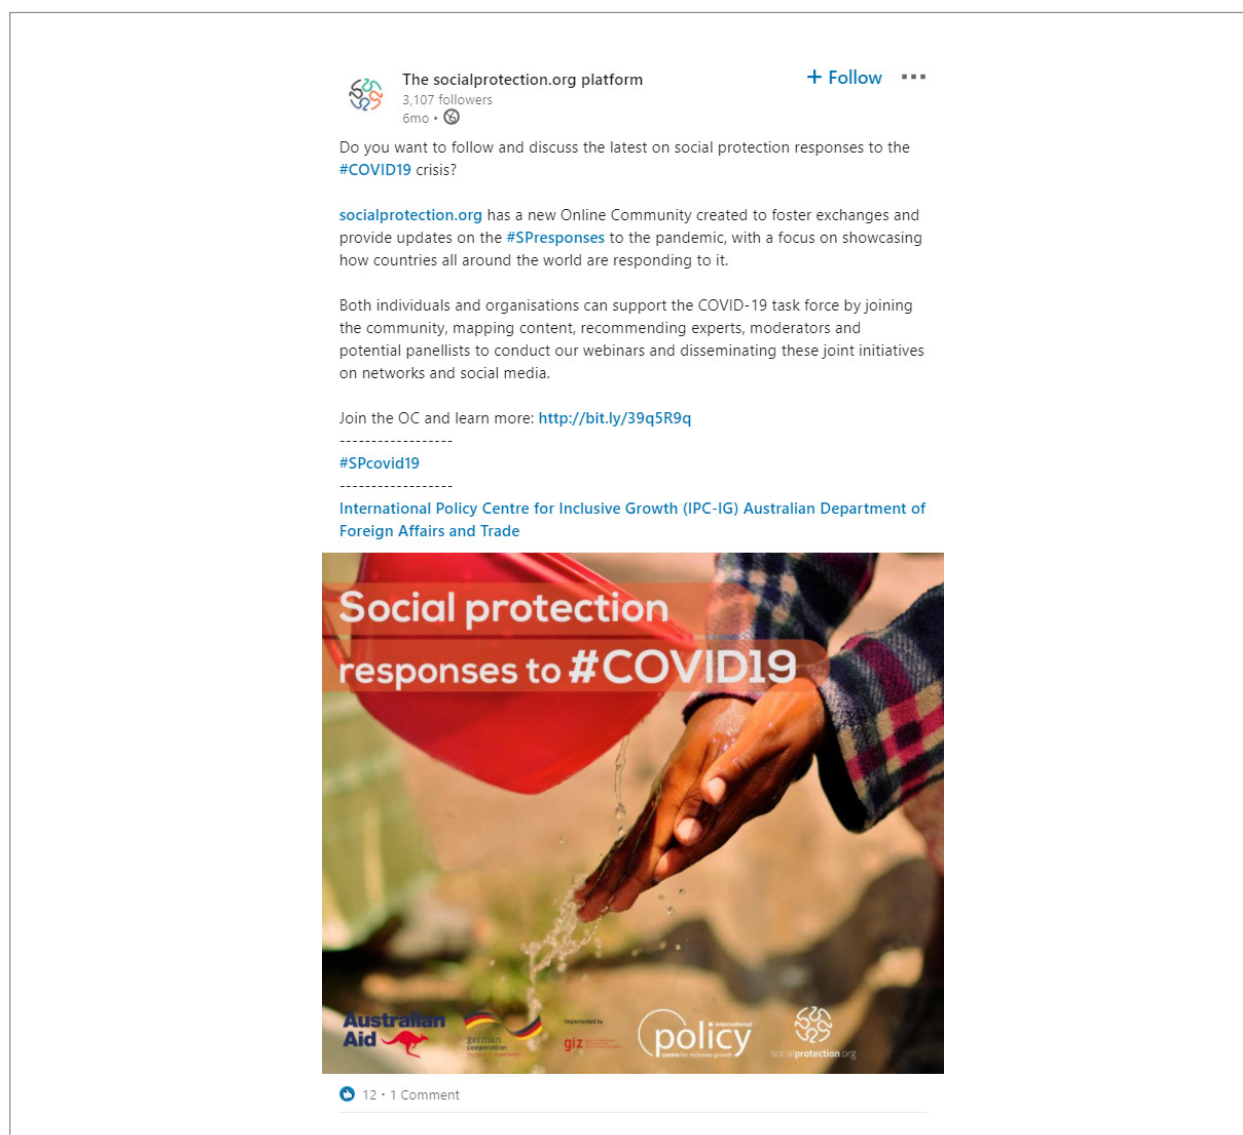 The socialprotection.org platform
+ Follow
3,107 followers
6mo •
Do you want to follow and discuss the latest on social protection responses to the
#COVID19 crisis?
socialprotection.org has a new Online Community created to foster exchanges and
provide updates on the #SPresponses to the pandemic, with a focus on showcasing
how countries all around the world are responding to it.
Both individuals and organisations can support the COVID-19 task force by joining
the community, mapping content, recommending experts, moderators and
potential panellists to conduct our webinars and disseminating these joint initiatives
on networks and social media.
Join the OC and learn more: http://bit.ly/39q5R9q
------------------
#SPcovid19
------------------
International Policy Centre for Inclusive Growth (IPC-IG) Australian Department of
Foreign Affairs and Trade
Social protection
responses to #COVID19
Australian
Aid
german
cooperation
Implemented by
giz
international
policy
centre for inclusive growth
socialprotection.org
12 • 1 Comment